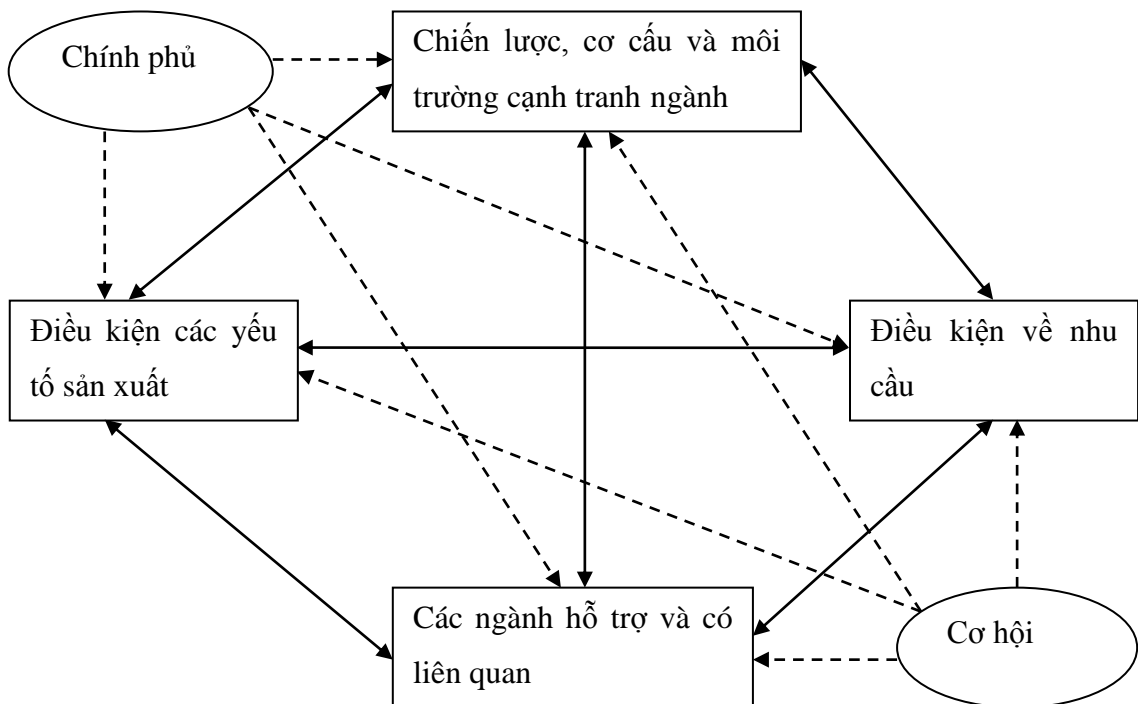 Chính phủ
Chiến lược, cơ cấu và môi
trường cạnh tranh ngành
Điều kiện các yếu
tố sản xuất
Điều kiện về nhu
cầu
Các ngành hỗ trợ và có
liên quan
Cơ hội